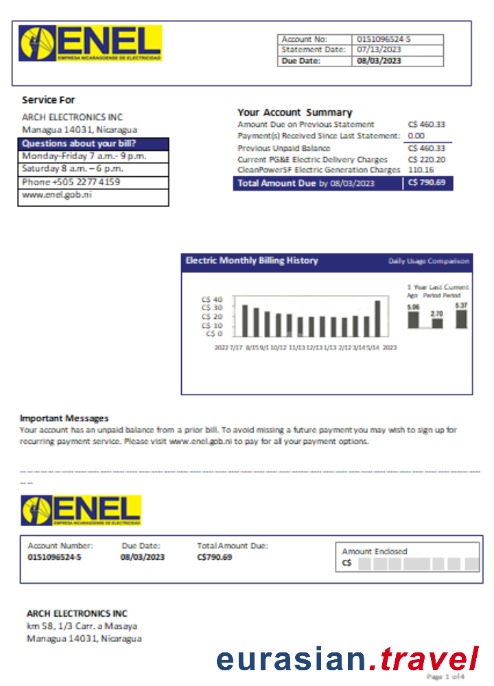 ENEL
EMPRESA NICARAGUENSE DE ELECTRICIDAD
Account No: 0151096524-5
Statement Date: 07/13/2023
Due Date: 08/03/2023
Service For
ARCH ELECTRONICS INC
Managua 14031, Nicaragua
Questions about your bill?
Monday-Friday 7 a.m.- 9 p.m.
Saturday 8 a.m. – 6 p.m.
Phone +505 2277 4159
www.enel.gob.ni
Your Account Summary
Amount Due on Previous Statement C$ 460.33
Payment(s) Received Since Last Statement: 0.00
Previous Unpaid Balance C$ 460.33
Current PG&E Electric Delivery Charges C$ 220.20
CleanPowerSF Electric Generation Charges 110.16
Total Amount Due by 08/03/2023 C$ 790.69
Electric Monthly Billing History Daily Usage Comparison
1 Year Last Current
Ago Period Period
5.06 2.70 5.37
C$ 40
C$ 30
C$ 20
C$ 10
C$ 0
2022 7/17 8/15 9/1 10/12 11/13 12/13 1/13 2/12 3/14 5/14 2023
Important Messages
Your account has an unpaid balance from a prior bill. To avoid missing a future payment you may wish to sign up for
recurring payment service. Please visit www.enel.gob.ni to pay for all your payment options.
ENEL
EMPRESA NICARAGUENSE DE ELECTRICIDAD
Account Number: Due Date: Total Amount Due:
0151096524-5 08/03/2023 C$790.69
Amount Enclosed
C$
ARCH ELECTRONICS INC
km 58, 1/3 Carr. a Masaya
Managua 14031, Nicaragua
eurasian.travel
Page 1 of 4